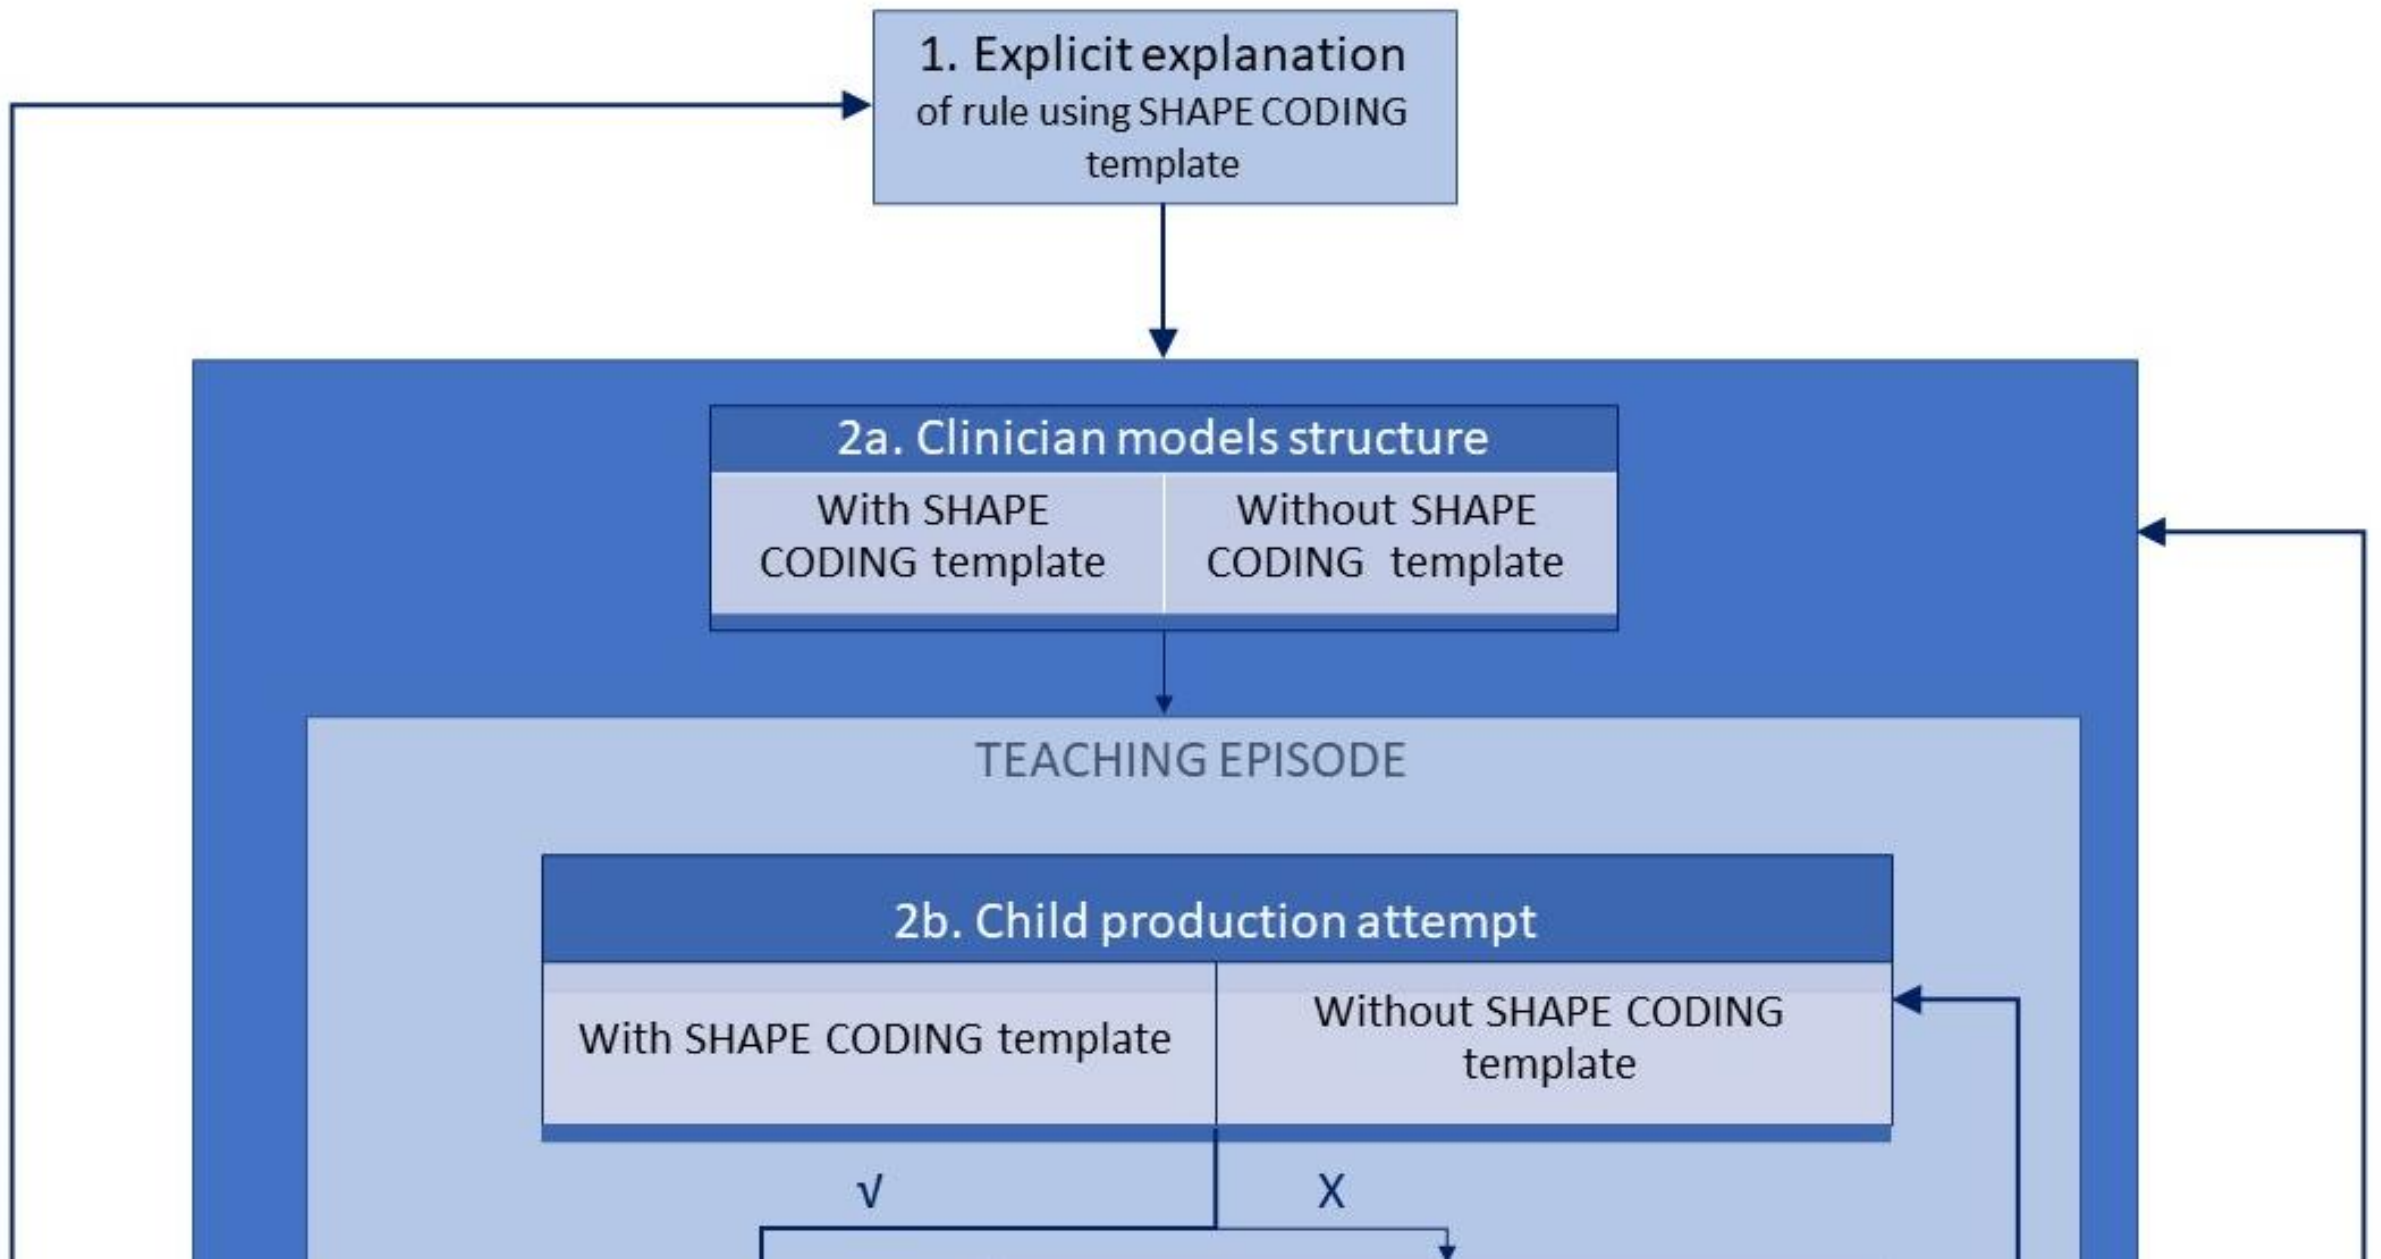 1. Explicit explanation
of rule using SHAPE CODING
template
2a. Clinician models structure
With SHAPE
CODING template
Without SHAPE
CODING template
TEACHING EPISODE
2b. Child production attempt
With SHAPE CODING template
Without SHAPE CODING
template
√
X